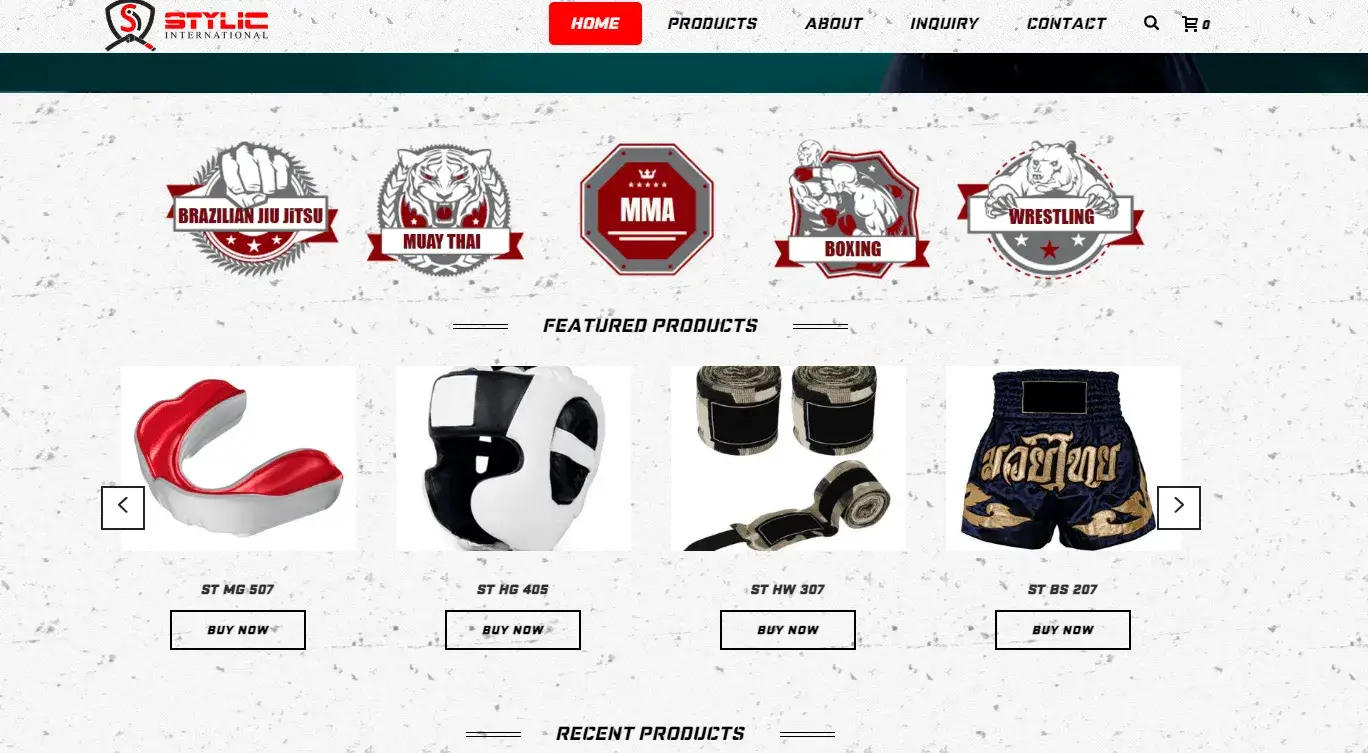 STYLIC
INTERNATIONAL
HOME
PRODUCTS
ABOUT
INQUIRY
CONTACT
0
BRAZILIAN JIU JiTSU
MUAY THAI
MMA
BOXING
WRESTLING
FEATURED PRODUCTS
มวยไทย
ST MG 507
ST HG 405
ST HW 307
ST BS 207
BUY NOW
BUY NOW
BUY NOW
BUY NOW
RECENT PRODUCTS